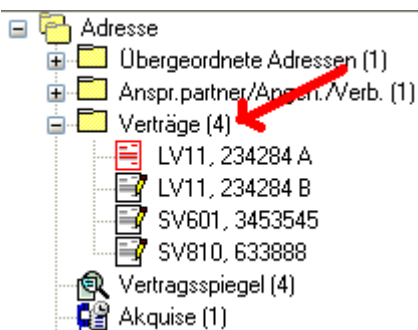 Adresse
Übergeordnete Adressen (1)
Anspr.partner/Angeh./Verb. (1)
Verträge (4)
LV11, 234284 A
LV11, 234284 B
SV601, 3453545
SV810, 633888
Vertragsspiegel (4)
Akquise (1)